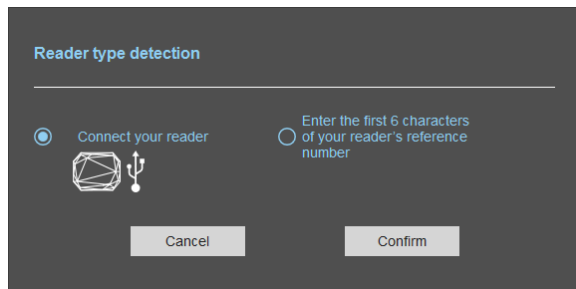 Reader type detection
Connect your reader
Enter the first 6 characters
of your reader's reference
number
Cancel
Confirm